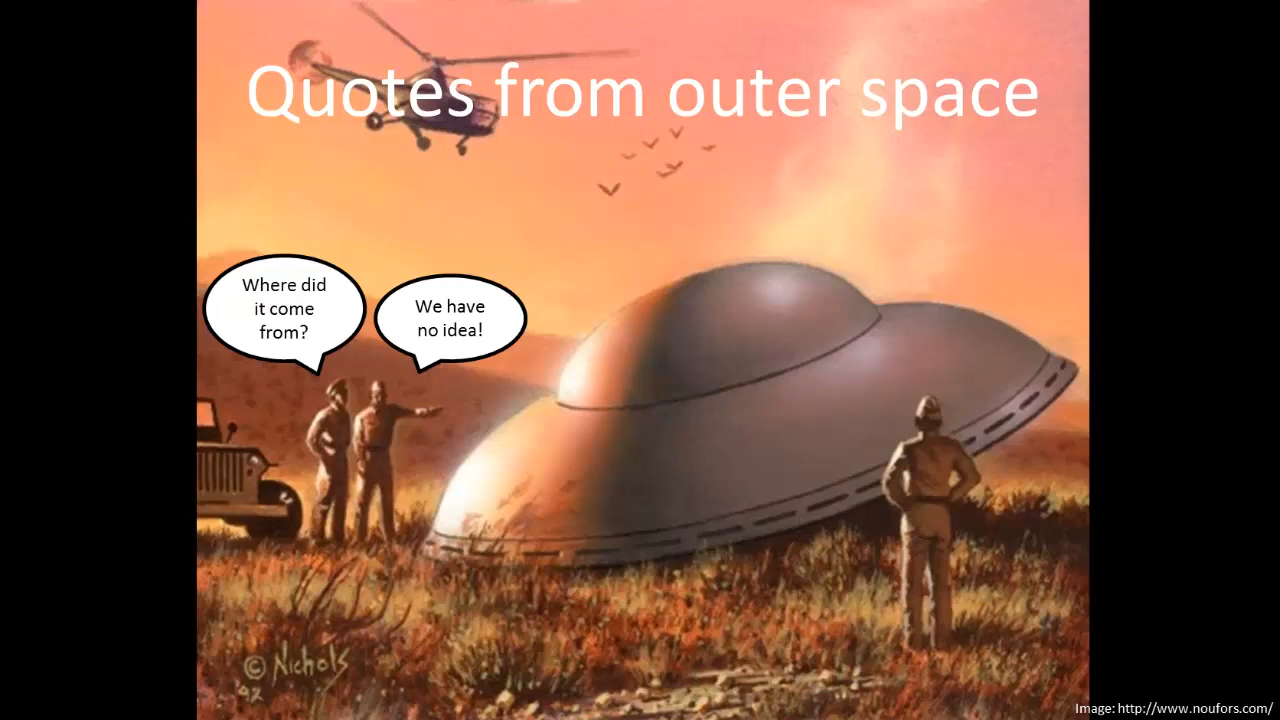 Quotes from outer space
Where did
it come
from?
We have
no idea!
© Nichols
'92
Image: http://www.noufors.com/